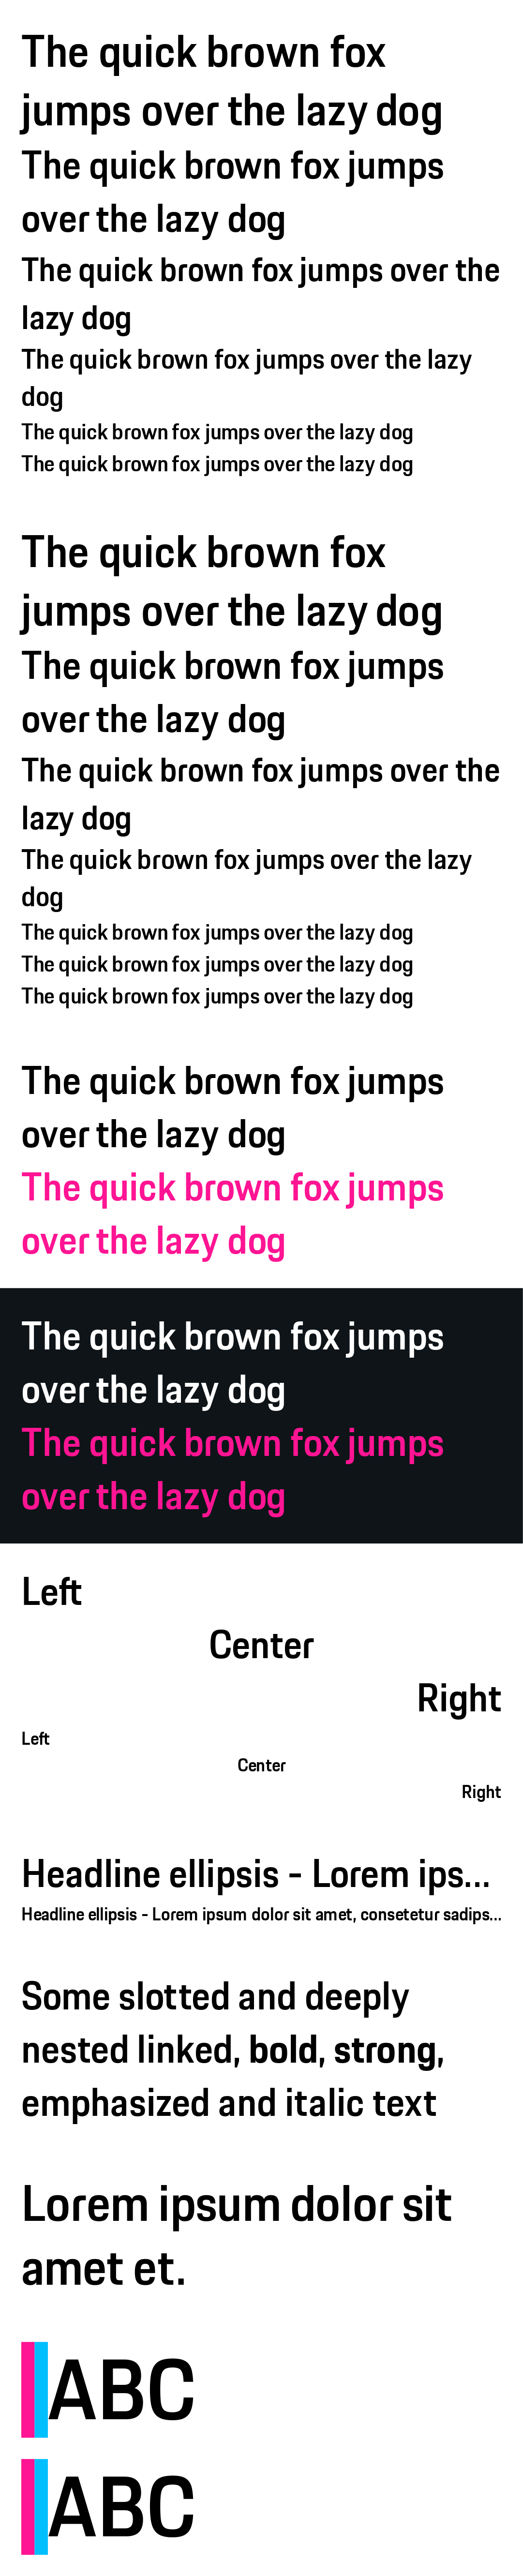 The quick brown fox
jumps over the lazy dog
The quick brown fox jumps
over the lazy dog
The quick brown fox jumps over the
lazy dog
The quick brown fox jumps over the lazy
dog
The quick brown fox jumps over the lazy dog
The quick brown fox jumps over the lazy dog
The quick brown fox
jumps over the lazy dog
The quick brown fox jumps
over the lazy dog
The quick brown fox jumps over the
lazy dog
The quick brown fox jumps over the lazy
dog
The quick brown fox jumps over the lazy dog
The quick brown fox jumps over the lazy dog
The quick brown fox jumps over the lazy dog
The quick brown fox jumps
over the lazy dog
The quick brown fox jumps
over the lazy dog
The quick brown fox jumps
over the lazy dog
The quick brown fox jumps
over the lazy dog
Left
Center
Right
Left
Center
Right
Headline ellipsis - Lorem ips...
Headline ellipsis - Lorem ipsum dolor sit amet, consetetur sadips...
Some slotted and deeply
nested linked, bold, strong,
emphasized and italic text
Lorem ipsum dolor sit
amet et.
ABC
ABC